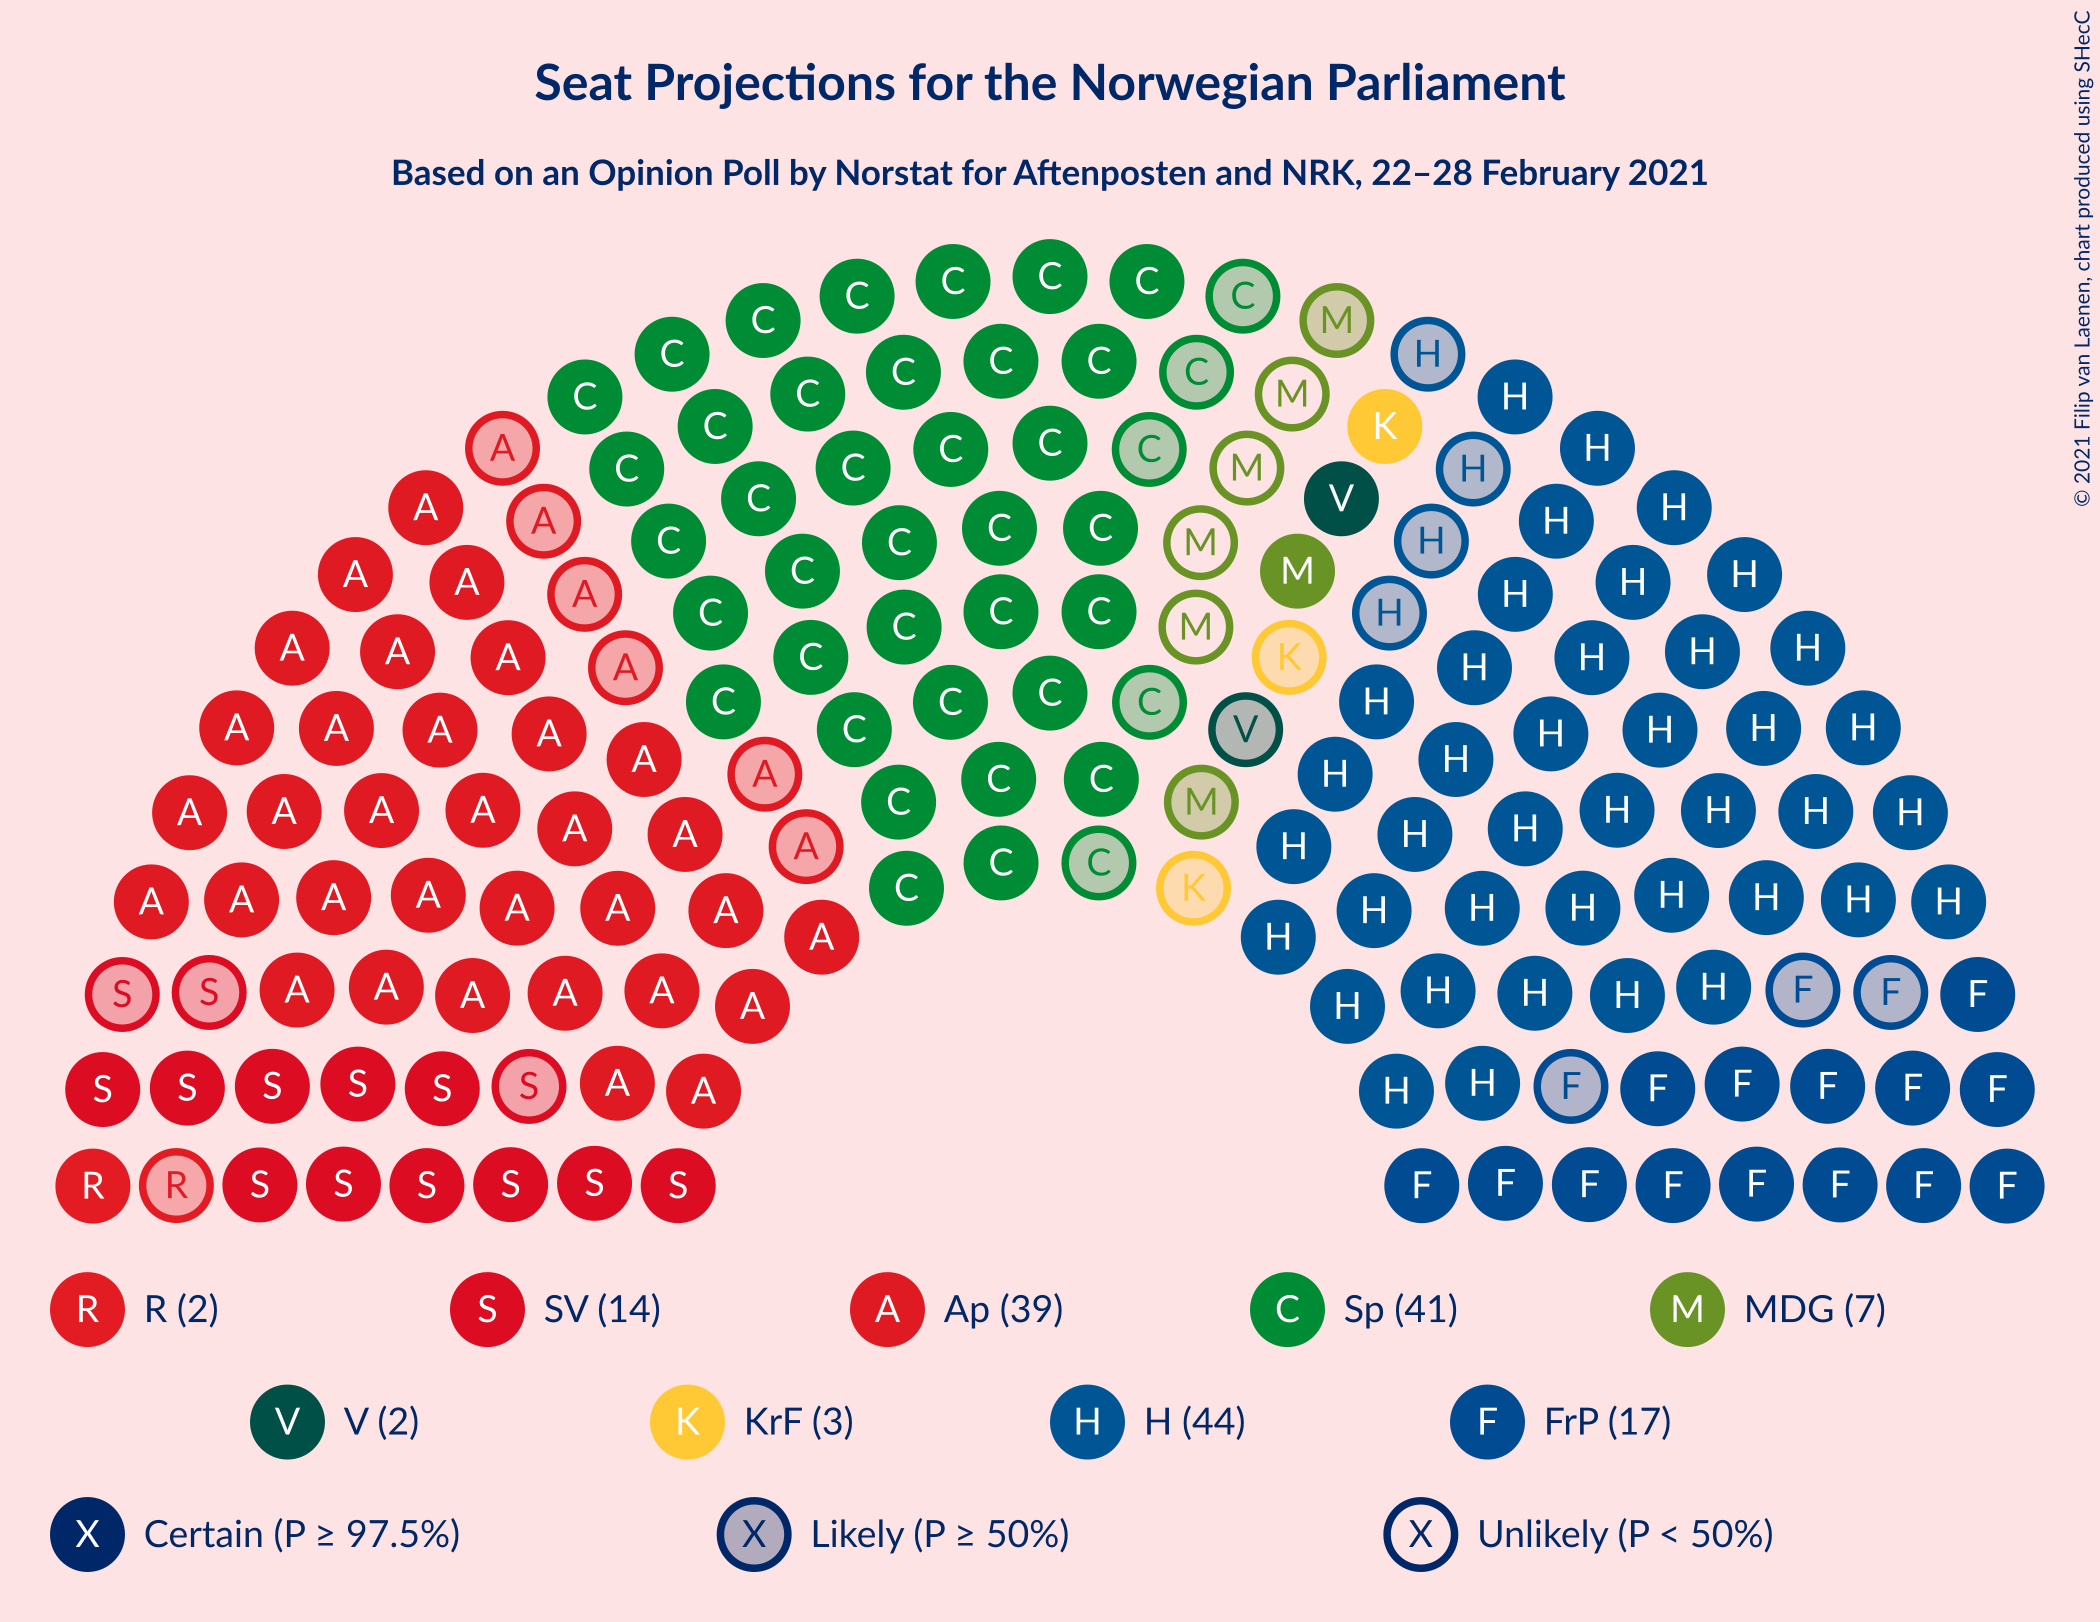 Seat Projections for the Norwegian Parliament
Based on an Opinion Poll by Norstat for Aftenposten and NRK, 22–28 February 2021
© 2021 Filip van Laenen, chart produced using SHecC
C C C C C C C C M H
C C C C C C C M K H
A C C C C C C M V H H
A A C C C C C M M H H H
A A A C C C C M K H H H H
A A A A C C C C C V H H H H H
A A A A A A C C C M H H H H H H
A A A A A A A C C C K H H H H H H H
A A A A A A A A H H H H H H H H
S S A A A A A A H H H H H F F F
S S S S S S A A H H F F F F F F
R R S S S S S S F F F F F F F F
R R (2) S SV (14) A Ap (39) C Sp (41) M MDG (7)
V V (2) K KrF (3) H H (44) F FrP (17)
X Certain (P ≥ 97.5%) X Likely (P ≥ 50%) X Unlikely (P < 50%)